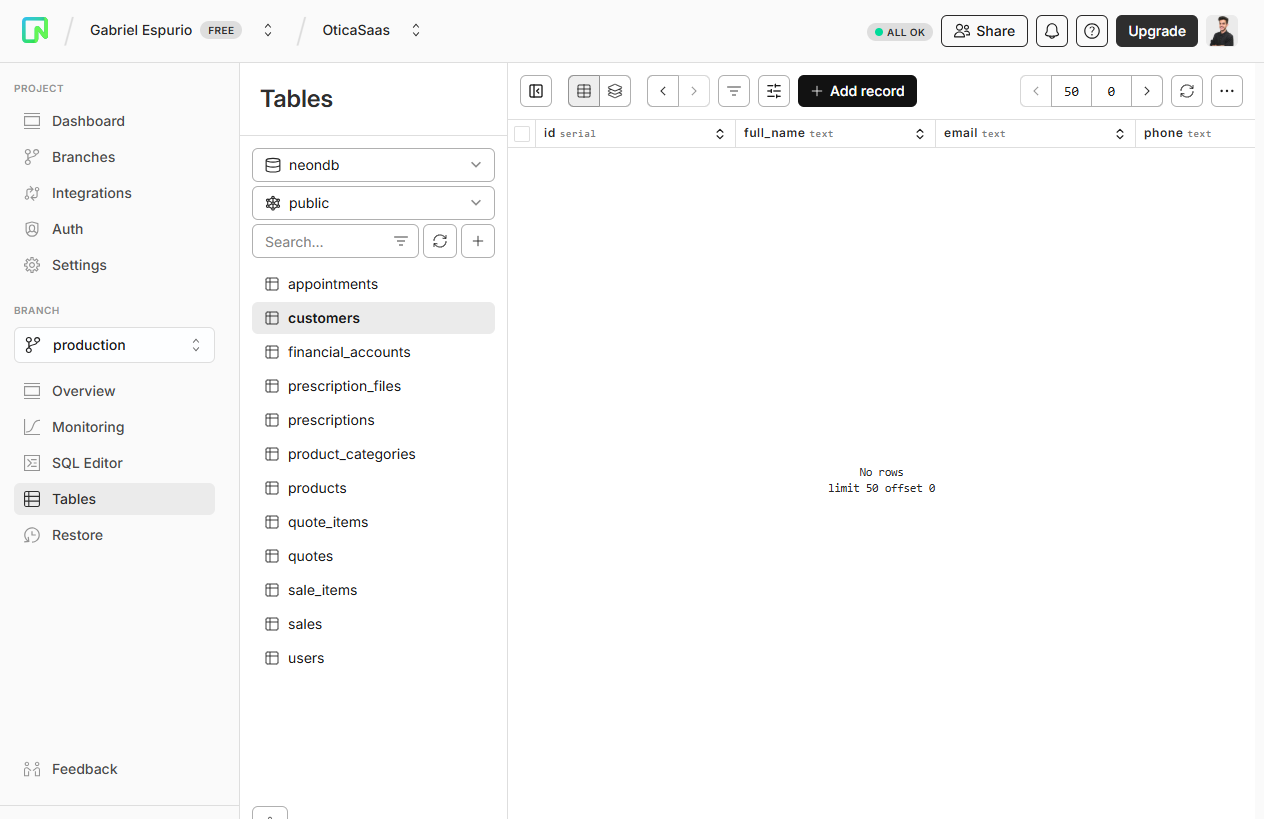 Gabriel Espurio FREE
OticaSaas
ALL OK
Share
Upgrade
PROJECT
Dashboard
Branches
Integrations
Auth
Settings
BRANCH
production
Overview
Monitoring
SQL Editor
Tables
Restore
Feedback
Tables
neondb
public
Search...
appointments
customers
financial_accounts
prescription_files
prescriptions
product_categories
products
quote_items
quotes
sale_items
sales
users
Add record
50
0
id serial
full_name text
email text
phone text
No rows
limit 50 offset 0